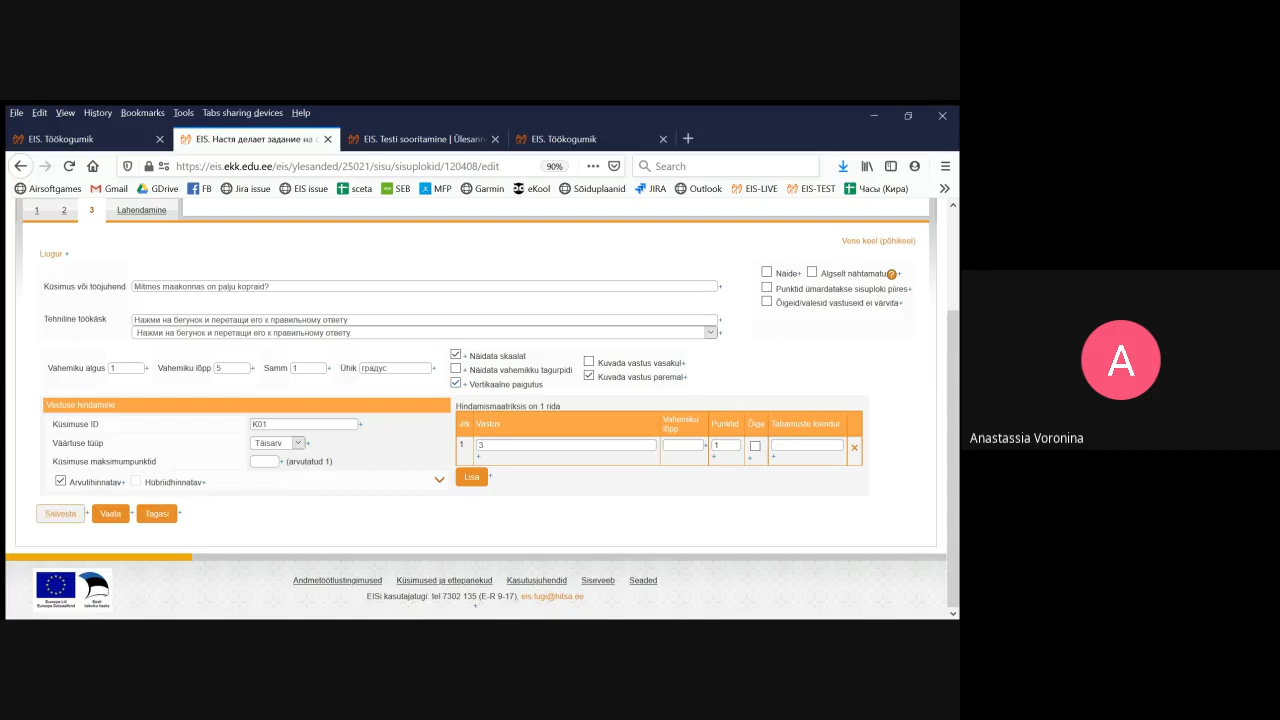 File Edit View History Bookmarks Tools Tabs sharing devices Help
EIS. Töökogumik EIS. Настя делает задание на EIS. Testi sooritamine | Ülesann EIS. Töökogumik
https://eis.ekk.edu.ee/eis/ylesanded/25021/sisu/sisuplokid/120408/edit 90% Search
Airsoftgames Gmail GDrive FB Jira issue EIS issue sceta SEB MFP Garmin eKool Sõiduplaanid JIRA Outlook EIS-LIVE EIS-TEST Часы (Кира)
1 2 3 Lahendamine
Vene keel (põhikeel)
Liugur +
Näide+ Algselt nähtamatu ? +
Küsimus või tööjuhend Mitmes maakonnas on palju kopraid? +
Punktid ümardatakse sisuploki piires+
Õigeid/valesid vastuseid ei värvita+
Tehniline töökäsk Нажми на бегунок и перетащи его к правильному ответу +
Нажми на бегунок и перетащи его к правильному ответу. +
Vahemiku algus 1 + Vahemiku lõpp 5 + Samm 1 + Ühik градус +
+ Näidata skaalat
+ Näidata vahemikku tagurpidi
+ Vertikaalne paigutus
Kuvada vastus vasakul+
Kuvada vastus paremal+
Vastuse hindamine
Küsimuse ID K01 +
Väärtuse tüüp Täisarv +
Küsimuse maksimumpunktid + (arvutatud 1)
Arvutihinnatav+ Hübriidhinnatav+
Hindamismaatriksis on 1 rida
Jrk Vastus Vahemiku lõpp Punktid Õige Tabamuste loendur
1 3 + 1
+ + + +
Lisa +
Salvesta + Vaata + Tagasi +
Andmetöötlustingimused Küsimused ja ettepanekud Kasutusjuhendid Siseveeb Seaded
EISi kasutajatugi: tel 7302 135 (E-R 9-17), eis.tugi@hitsa.ee
+
Euroopa Liit
Euroopa Sotsiaalfond
Eesti
tuleviku heaks
A
Anastassia Voronina